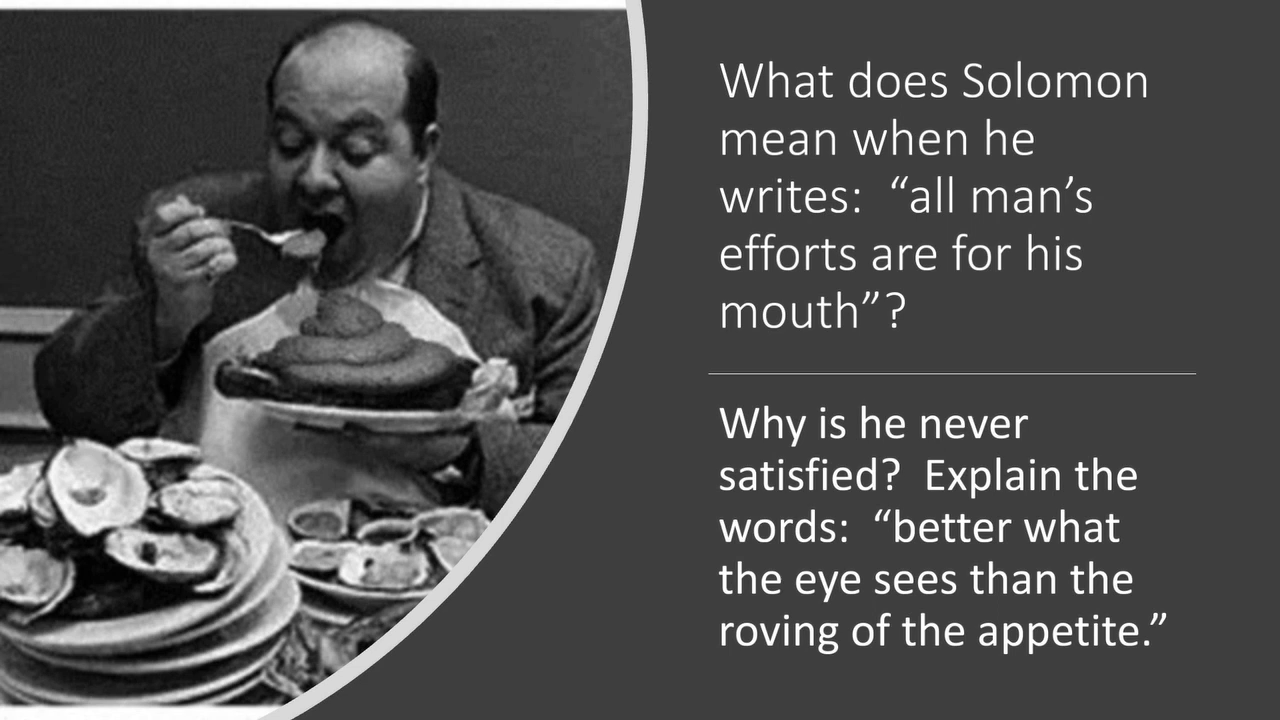 What does Solomon
mean when he
writes:  “all man’s
efforts are for his
mouth”?
Why is he never
satisfied?  Explain the
words:  “better what
the eye sees than the
roving of the appetite.”